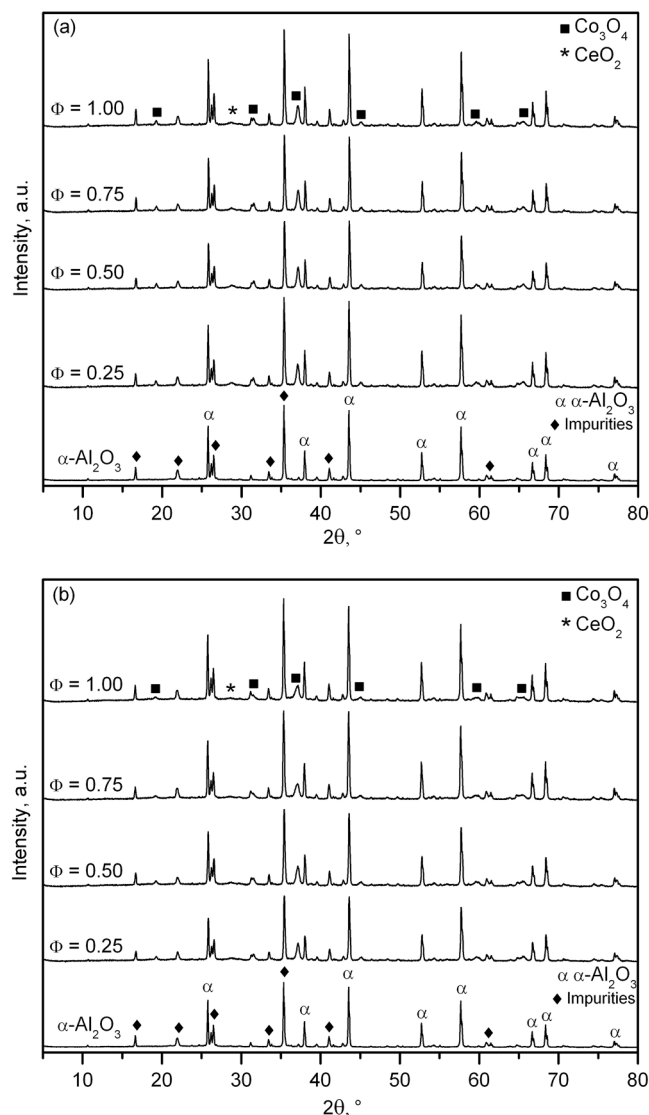 (a)
■ Co₃O₄
* CeO₂
Φ = 1.00
Φ = 0.75
Φ = 0.50
Φ = 0.25
α-Al₂O₃
α α-Al₂O₃
◆ Impurities
α
α
α
α
α
α
α
α
Intensity, a.u.
10 20 30 40 50 60 70 80
2θ, °
(b)
■ Co₃O₄
* CeO₂
Φ = 1.00
Φ = 0.75
Φ = 0.50
Φ = 0.25
α-Al₂O₃
α α-Al₂O₃
◆ Impurities
α
α
α
α
α
α
α
α
Intensity, a.u.
10 20 30 40 50 60 70 80
2θ, °